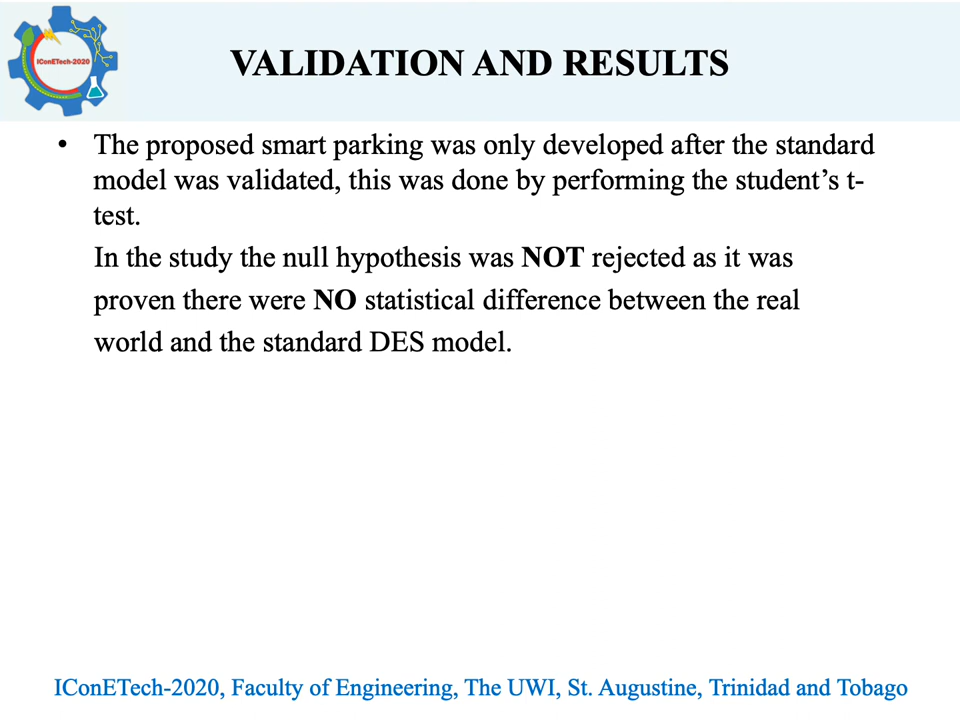 IConETech-2020
VALIDATION AND RESULTS
• The proposed smart parking was only developed after the standard
model was validated, this was done by performing the student’s t-
test.
In the study the null hypothesis was NOT rejected as it was
proven there were NO statistical difference between the real
world and the standard DES model.
IConETech-2020, Faculty of Engineering, The UWI, St. Augustine, Trinidad and Tobago